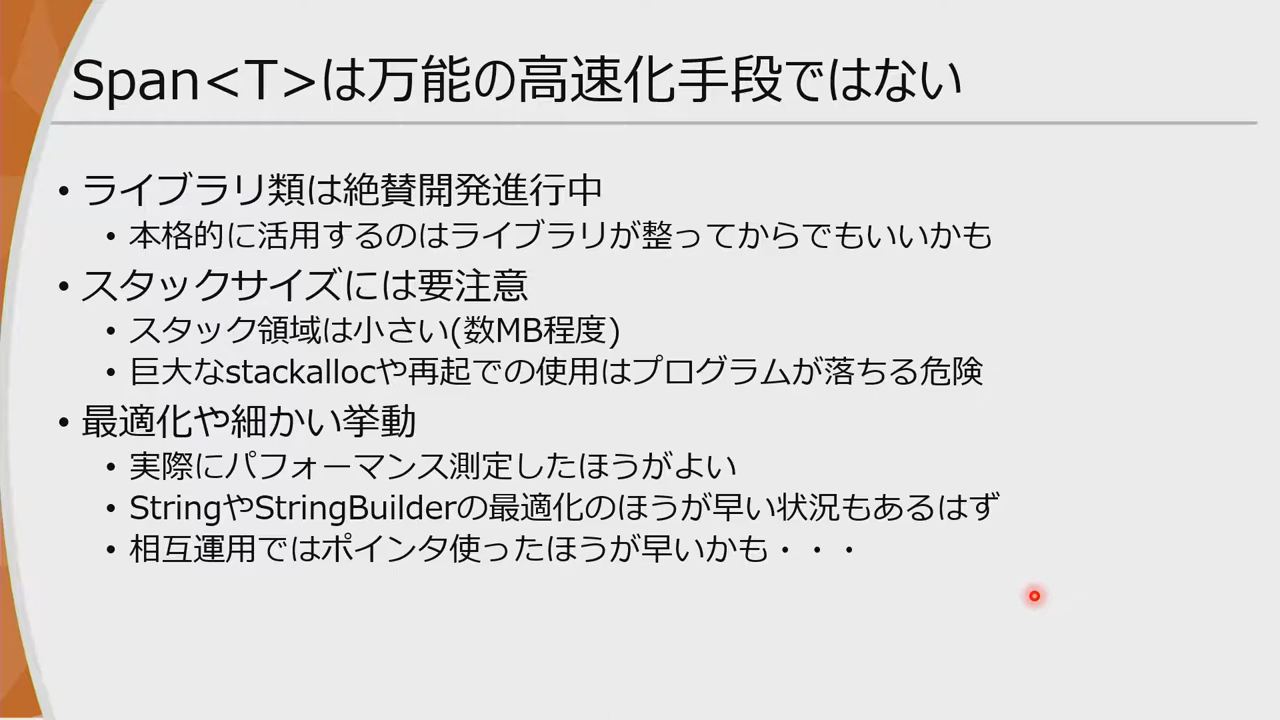 Span<T>は万能の高速化手段ではない
• ライブラリ類は絶賛開発進行中
• 本格的に活用するのはライブラリが整ってからでもいいかも
• スタックサイズには要注意
• スタック領域は小さい(数MB程度)
• 巨大なstackallocや再起での使用はプログラムが落ちる危険
• 最適化や細かい挙動
• 実際にパフォーマンス測定したほうがよい
• StringやStringBuilderの最適化のほうが早い状況もあるはず
• 相互運用ではポインタ使ったほうが早いかも・・・